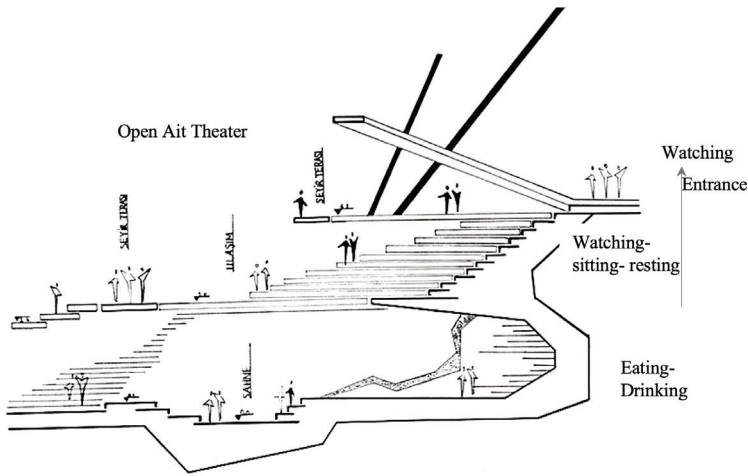 Open Ait Theater
Watching
Entrance
SEYİR TERASI
SEYİR TERASI
ULAŞIM
Watching-
sitting- resting
SAHNE
Eating-
Drinking